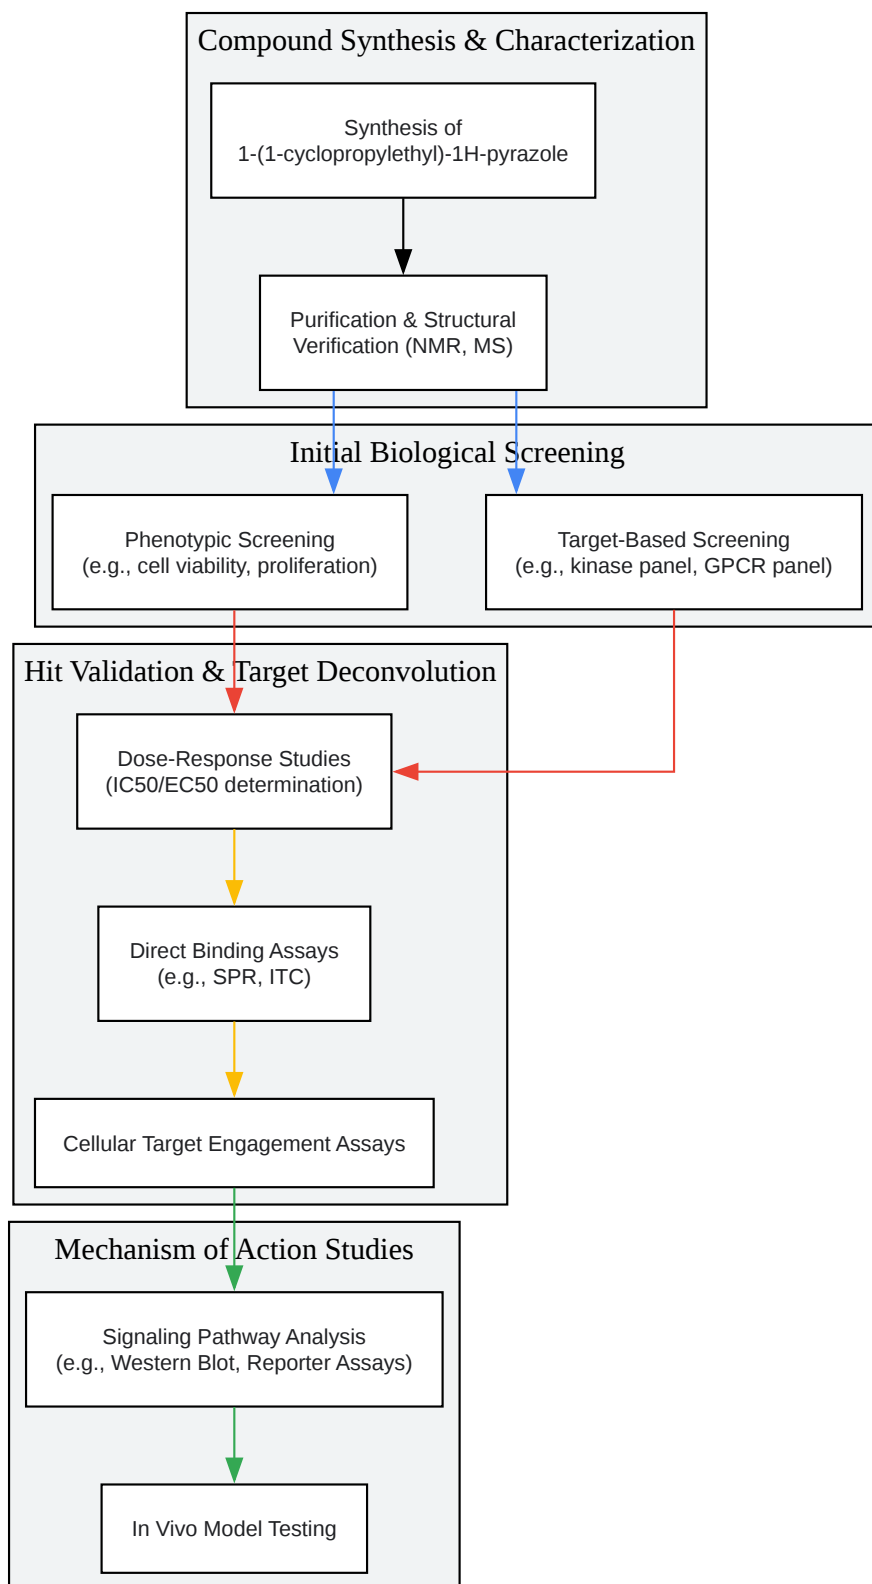 Compound Synthesis & Characterization
Synthesis of
1-(1-cyclopropylethyl)-1H-pyrazole
Purification & Structural
Verification (NMR, MS)
Initial Biological Screening
Phenotypic Screening
(e.g., cell viability, proliferation)
Target-Based Screening
(e.g., kinase panel, GPCR panel)
Hit Validation & Target Deconvolution
Dose-Response Studies
(IC50/EC50 determination)
Direct Binding Assays
(e.g., SPR, ITC)
Cellular Target Engagement Assays
Mechanism of Action Studies
Signaling Pathway Analysis
(e.g., Western Blot, Reporter Assays)
In Vivo Model Testing